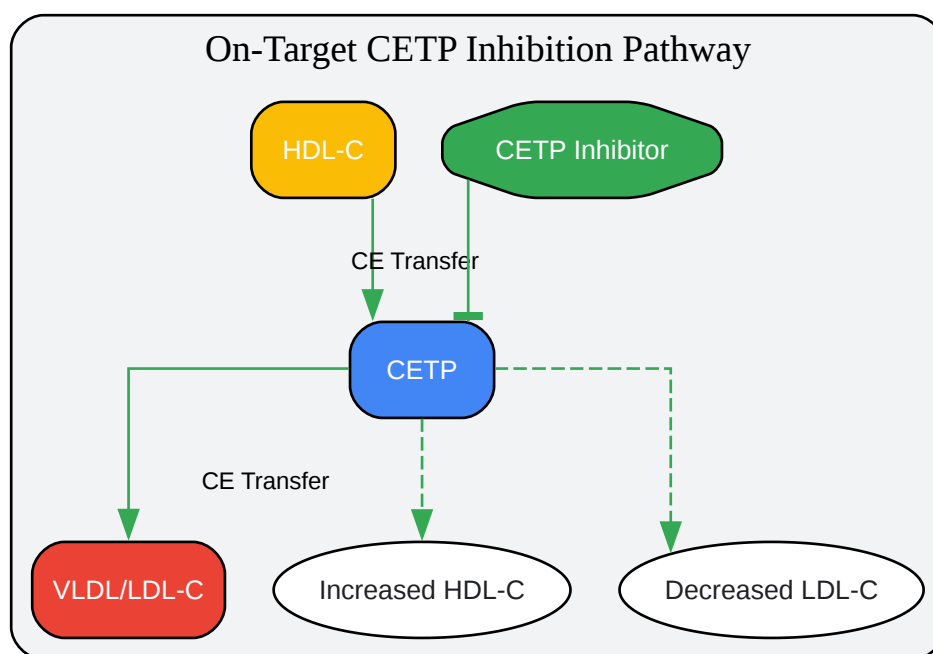 On-Target CETP Inhibition Pathway
HDL-C
CETP Inhibitor
CE Transfer
CETP
CE Transfer
VLDL/LDL-C
Increased HDL-C
Decreased LDL-C